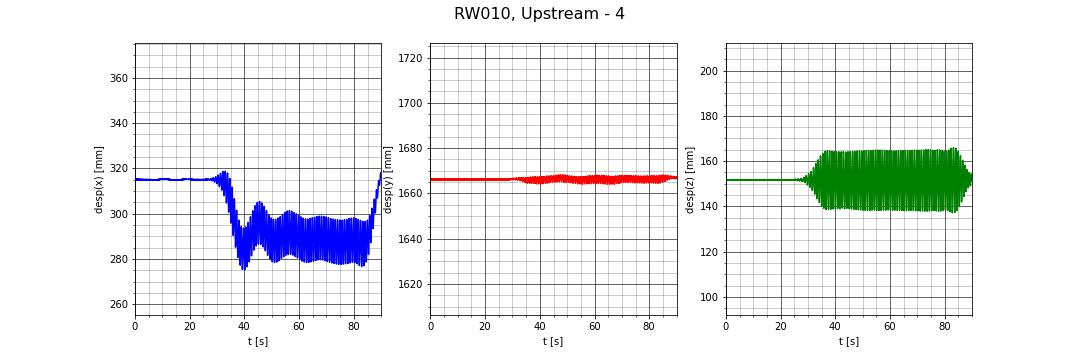 RW010, Upstream - 4
desp(x) [mm]
360
340
320
300
280
260
0 20 40 60 80
t [s]
desp(y) [mm]
1720
1700
1680
1660
1640
1620
0 20 40 60 80
t [s]
desp(z) [mm]
200
180
160
140
120
100
0 20 40 60 80
t [s]